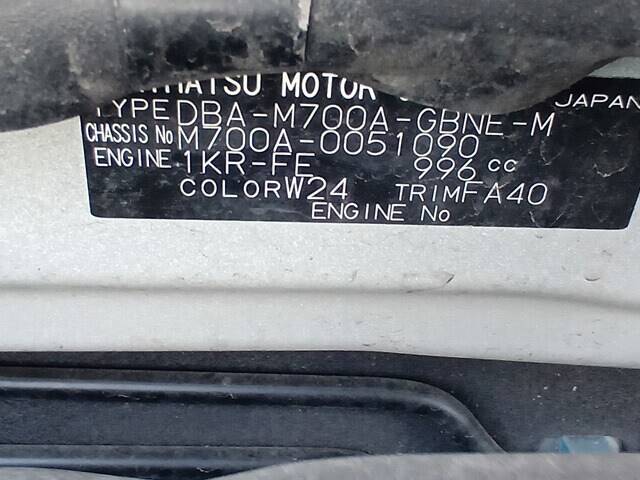 MOTOR
JAPAN
TYPE DBA-M700A-GBNE-M
CHASSIS No M700A-0051090
ENGINE 1KR-FE 996 cc
COLOR W24 TRIM FA40
ENGINE No